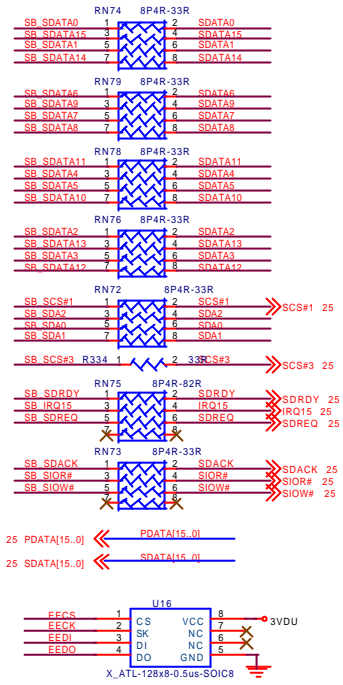 RN74 8P4R-33R
SB_SDATA0 1 2 SDATA0
SB_SDATA15 3 4 SDATA15
SB_SDATA1 5 6 SDATA1
SB_SDATA14 7 8 SDATA14
RN79 8P4R-33R
SB_SDATA6 1 2 SDATA6
SB_SDATA9 3 4 SDATA9
SB_SDATA7 5 6 SDATA7
SB_SDATA8 7 8 SDATA8
RN78 8P4R-33R
SB_SDATA11 1 2 SDATA11
SB_SDATA4 3 4 SDATA4
SB_SDATA5 5 6 SDATA5
SB_SDATA10 7 8 SDATA10
RN76 8P4R-33R
SB_SDATA2 1 2 SDATA2
SB_SDATA13 3 4 SDATA13
SB_SDATA3 5 6 SDATA3
SB_SDATA12 7 8 SDATA12
RN72 8P4R-33R
SB_SCS#1 1 2 SCS#1 SCS#1 25
SB_SDA2 3 4 SDA2
SB_SDA0 5 6 SDA0
SB_SDA1 7 8 SDA1
SB_SCS#3 R334 1 2 33R SCS#3 SCS#3 25
RN75 8P4R-82R
SB_SDRDY 1 2 SDRDY SDRDY 25
SB_IRQ15 3 4 IRQ15 IRQ15 25
SB_SDREQ 5 6 SDREQ SDREQ 25
7 8
RN73 8P4R-33R
SB_SDACK 1 2 SDACK SDACK 25
SB_SIOR# 3 4 SIOR# SIOR# 25
SB_SIOW# 5 6 SIOW# SIOW# 25
7 8
25 PDATA[15..0] PDATA[15..0]
25 SDATA[15..0] SDATA[15..0]
U16
EECS 1 CS VCC 8 3VDU
EECK 2 SK NC 7
EEDI 3 DI NC 6
EEDO 4 DO GND 5
X_ATL-128x8-0.5us-SOIC8